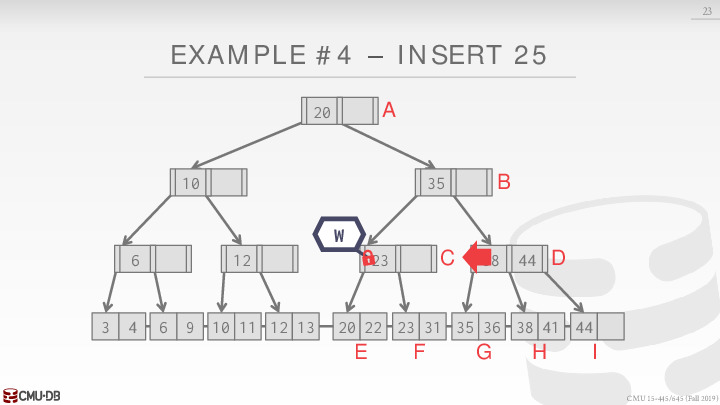 23
EXAMPLE #4 – INSERT 25
20 A
10 35 B
W
6 12 23 C 8 44 D
3 4 6 9 10 11 12 13 20 22 23 31 35 36 38 41 44
E F G H I
CMU·DB
CMU 15-445/645 (Fall 2019)